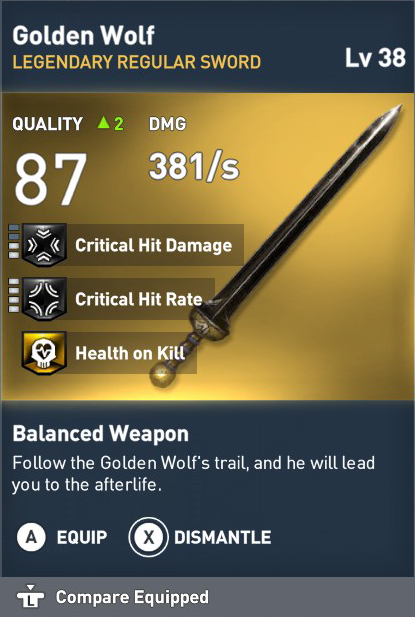 Golden Wolf
LEGENDARY REGULAR SWORD
Lv 38
QUALITY ▲2 DMG
87 381/s
Critical Hit Damage
Critical Hit Rate
Health on Kill
Balanced Weapon
Follow the Golden Wolf's trail, and he will lead
you to the afterlife.
A EQUIP X DISMANTLE
L Compare Equipped